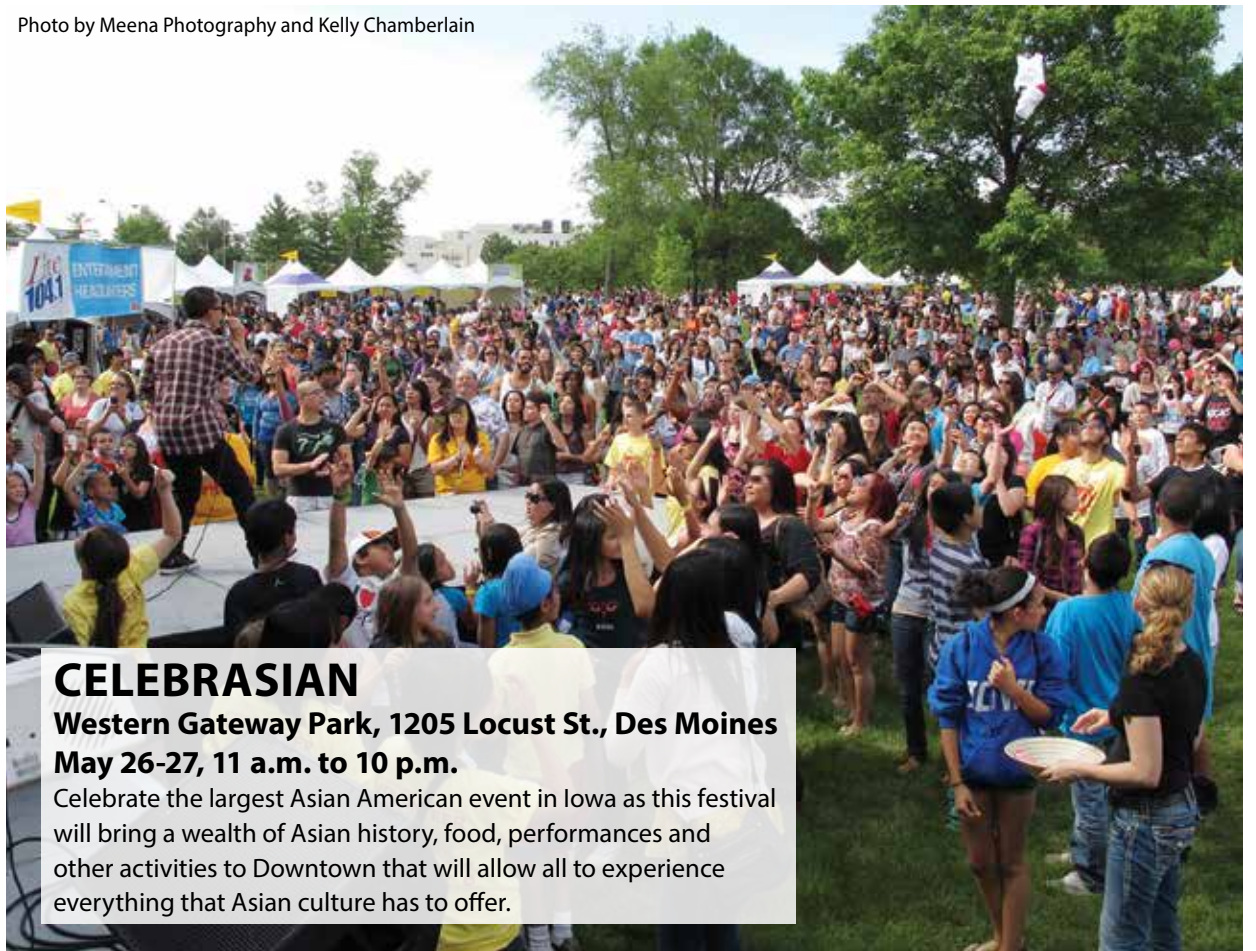 Photo by Meena Photography and Kelly Chamberlain
Live
104.1
ENTERTAINMENT
HEADQUARTERS
CELEBRASIAN
Western Gateway Park, 1205 Locust St., Des Moines
May 26-27, 11 a.m. to 10 p.m.
Celebrate the largest Asian American event in Iowa as this festival
will bring a wealth of Asian history, food, performances and
other activities to Downtown that will allow all to experience
everything that Asian culture has to offer.